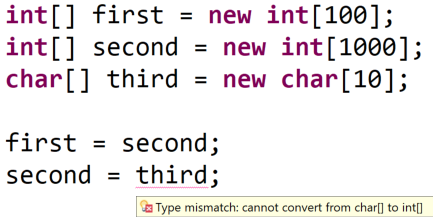 int[] first = new int[100];
int[] second = new int[1000];
char[] third = new char[10];
first = second;
second = third;
Type mismatch: cannot convert from char[] to int[]